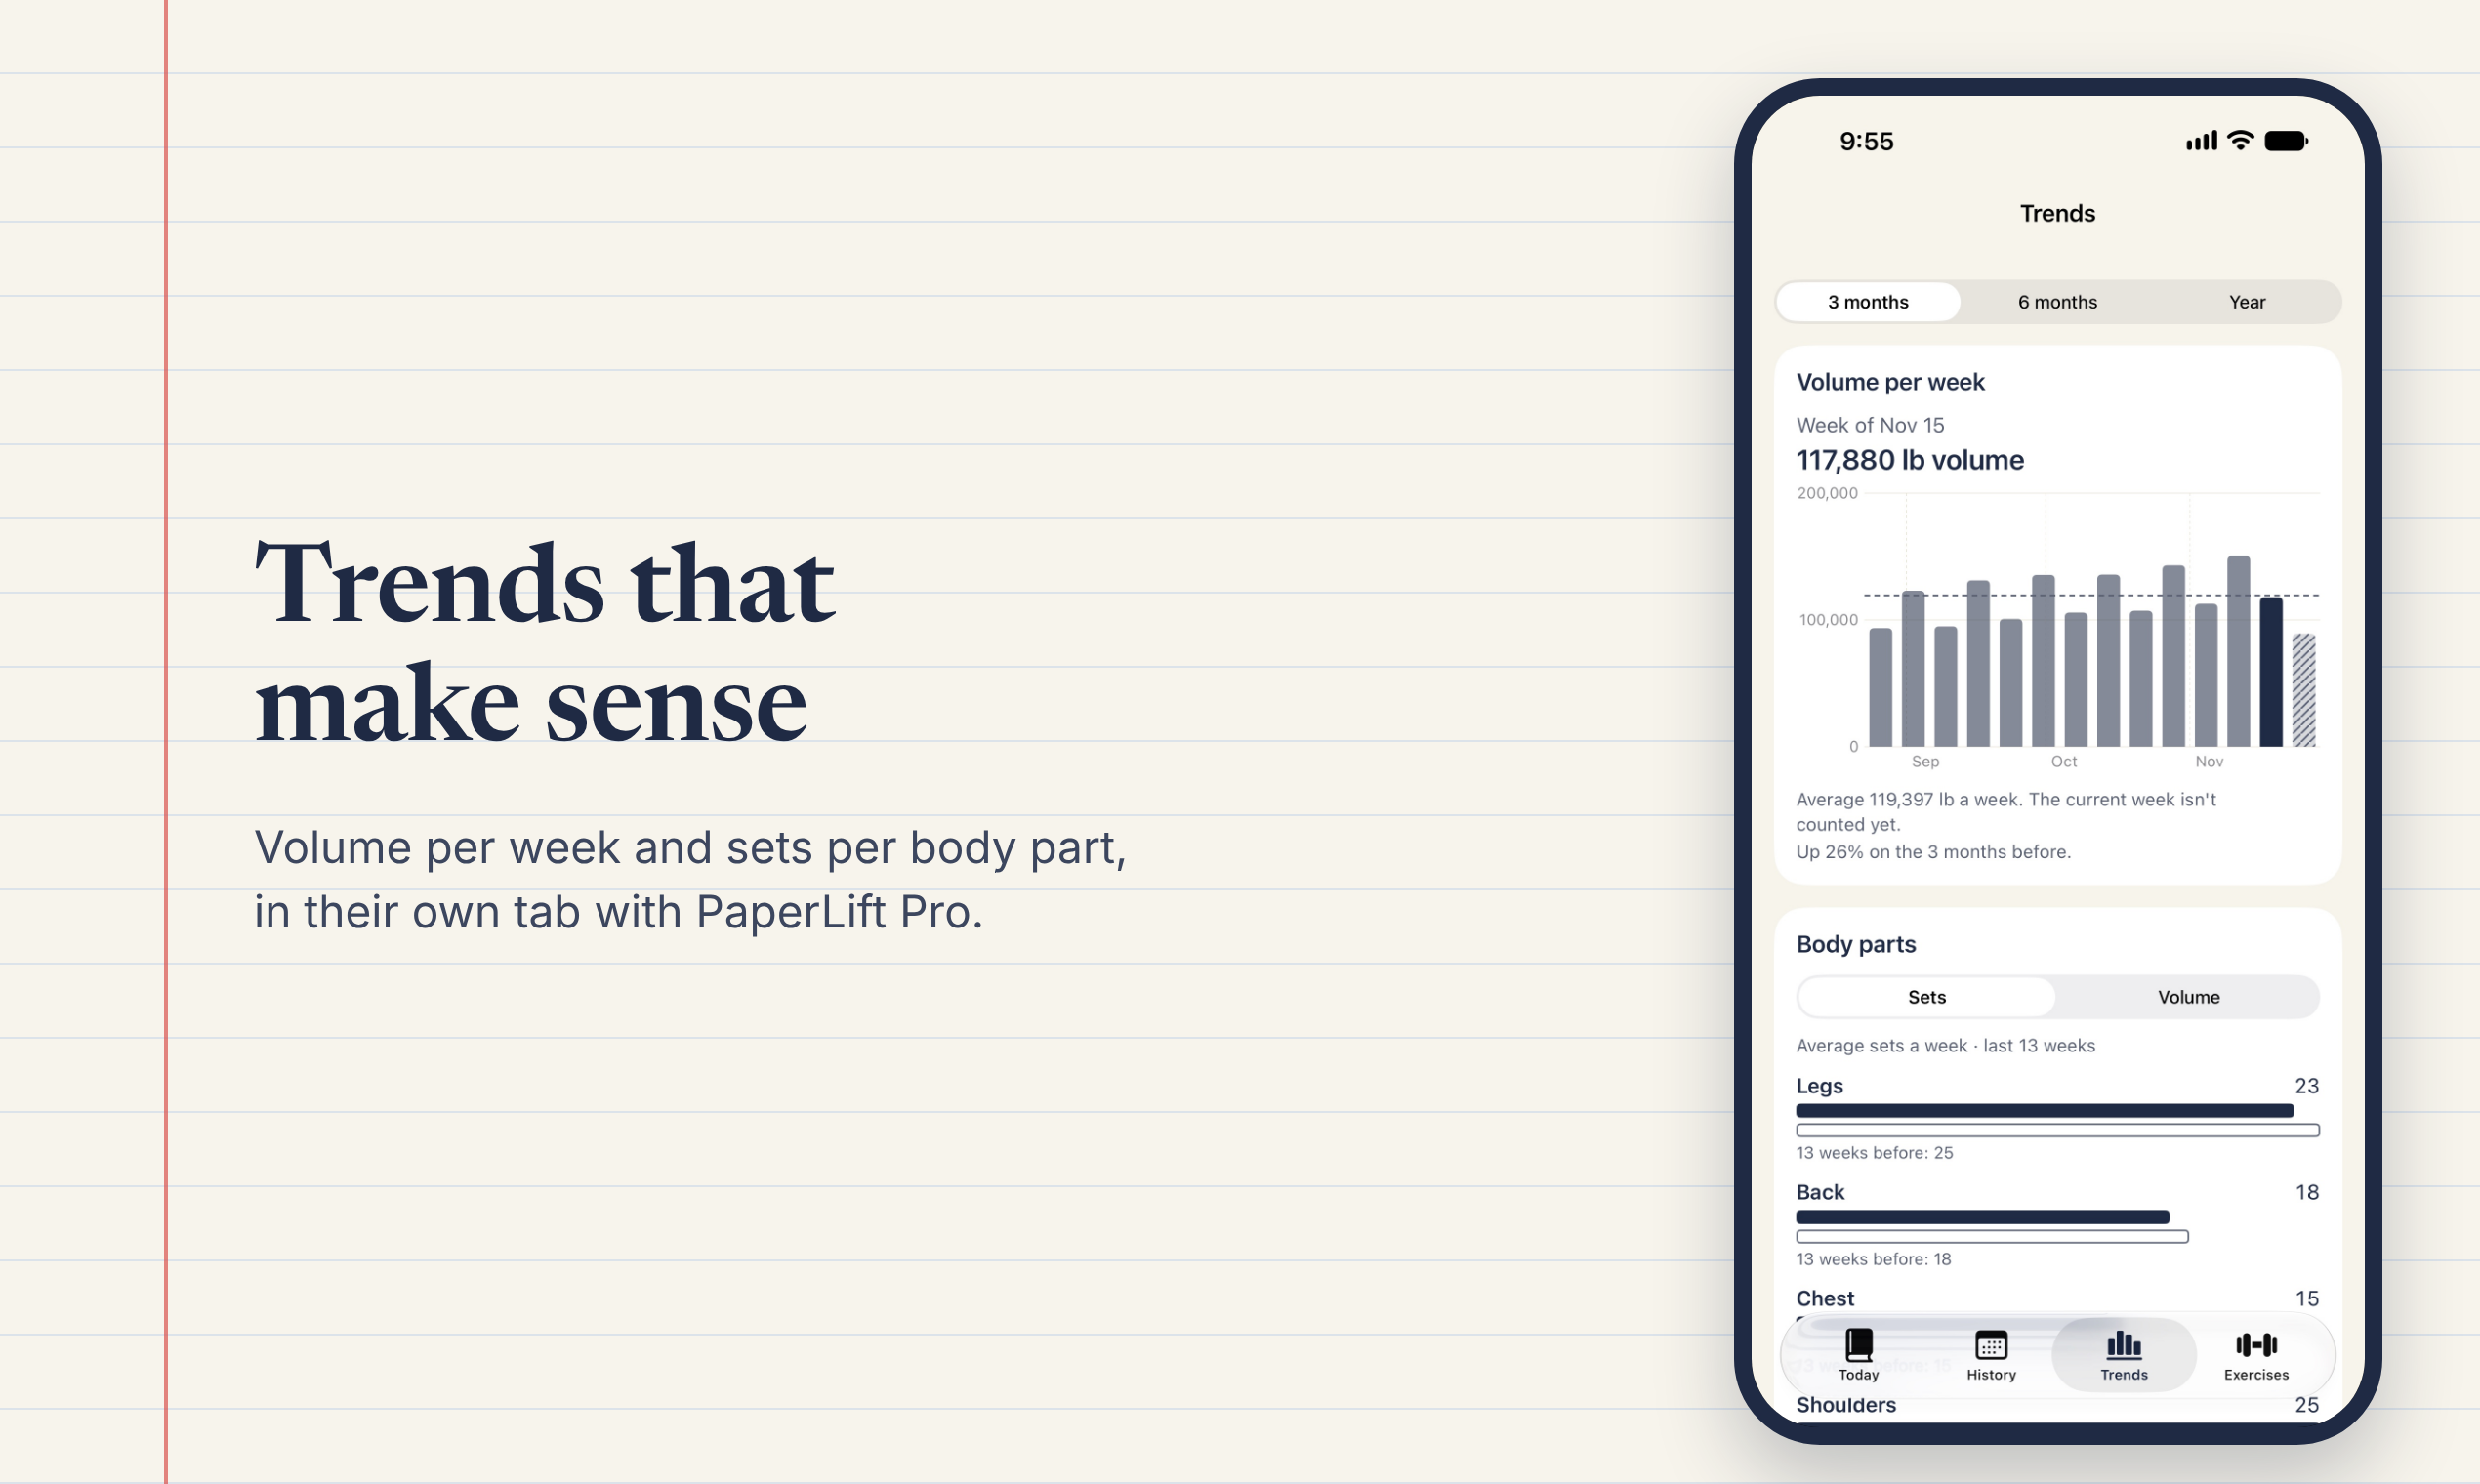 Trends that
make sense
Volume per week and sets per body part,
in their own tab with PaperLift Pro.
9:55
Trends
3 months
6 months
Year
Volume per week
Week of Nov 15
117,880 lb volume
200,000
100,000
0
Sep
Oct
Nov
Average 119,397 lb a week. The current week isn't
counted yet.
Up 26% on the 3 months before.
Body parts
Sets
Volume
Average sets a week · last 13 weeks
Legs
23
13 weeks before: 25
Back
18
13 weeks before: 18
Chest
15
Today
History
Trends
Exercises
Shoulders
25